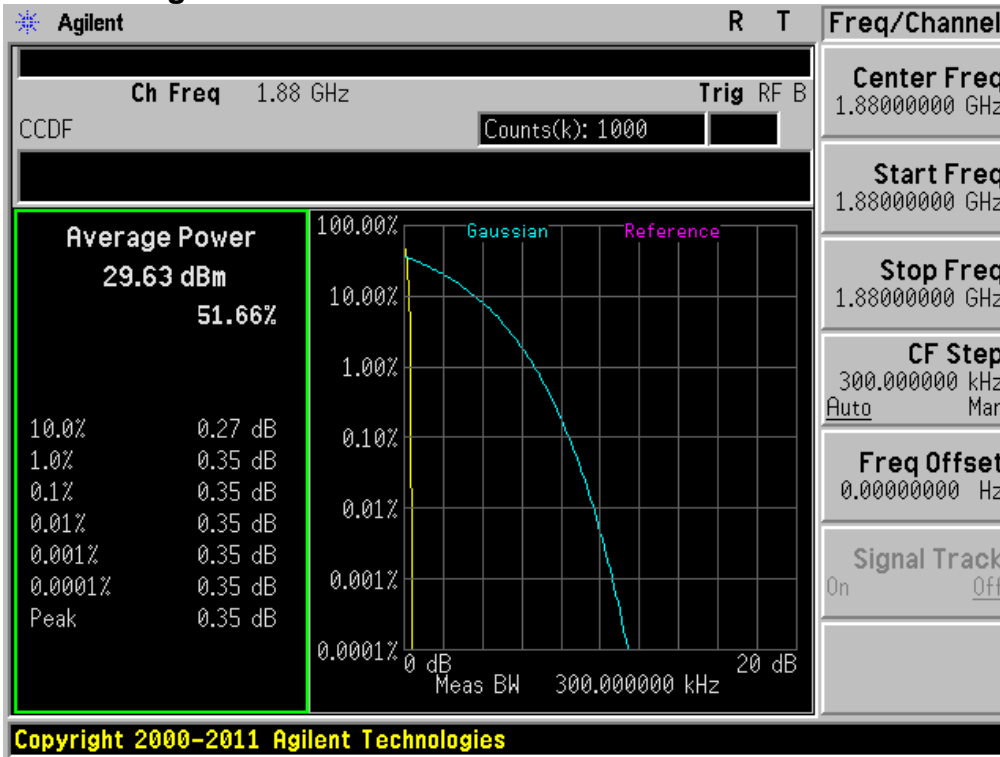 Agilent R T Freq/Channel
Ch Freq 1.88 GHz Trig RF B
CCDF Counts(k): 1000
Center Freq
1.88000000 GHz
Start Freq
1.88000000 GHz
Stop Freq
1.88000000 GHz
CF Step
300.000000 kHz
Auto Man
Freq Offset
0.00000000 Hz
Signal Track
On Off
Average Power
29.63 dBm
51.66%
10.0% 0.27 dB
1.0% 0.35 dB
0.1% 0.35 dB
0.01% 0.35 dB
0.001% 0.35 dB
0.0001% 0.35 dB
Peak 0.35 dB
Gaussian Reference
100.00%
10.00%
1.00%
0.10%
0.01%
0.001%
0.0001%
0 dB 20 dB
Meas BW 300.000000 kHz
Copyright 2000-2011 Agilent Technologies